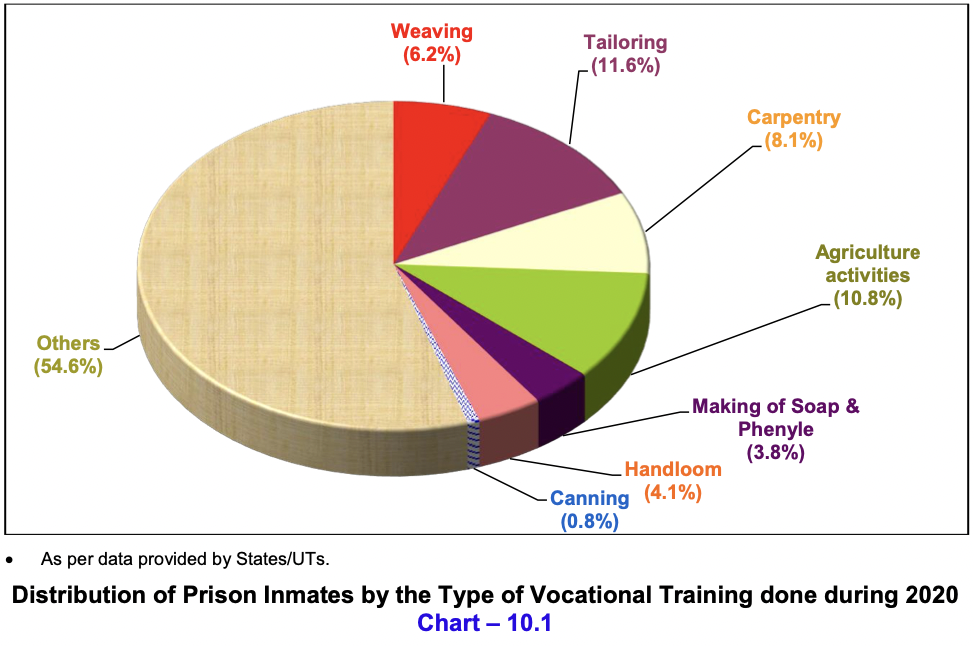 Weaving
(6.2%)
Tailoring
(11.6%)
Carpentry
(8.1%)
Agriculture
activities
(10.8%)
Others
(54.6%)
Making of Soap &
Phenyle
(3.8%)
Handloom
(4.1%)
Canning
(0.8%)
• As per data provided by States/UTs.
Distribution of Prison Inmates by the Type of Vocational Training done during 2020
Chart – 10.1